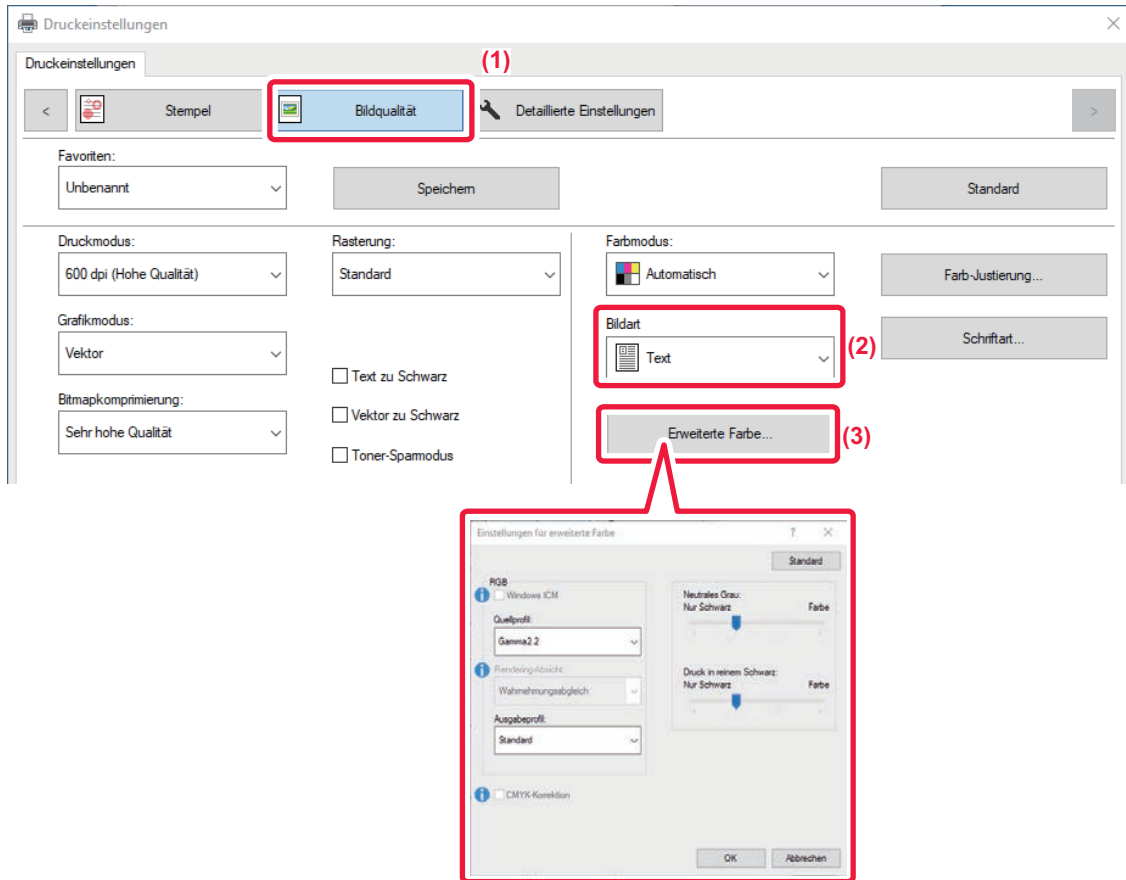 Druckeinstellungen
Druckeinstellungen
(1)
< Stempel Bildqualität Detaillierte Einstellungen >
Favoriten:
Unbenannt Speichern Standard
Druckmodus: Rasterung: Farbmodus:
600 dpi (Hohe Qualität) Standard Automatisch Farb-Justierung...
Grafikmodus: Bildart
Vektor Text (2) Schriftart...
Text zu Schwarz
Bitmapkomprimierung:
Vektor zu Schwarz
Sehr hohe Qualität Erweiterte Farbe... (3)
Toner-Sparmodus
Einstellungen für erweiterte Farbe ?
Standard
RGB
Windows ICM
Quellprofil:
Gamma2.2
Rendering-Absicht
Wahrnehmungsabgleich
Ausgabeprofil:
Standard
CMYK-Korrektion
Neutrales Grau:
Nur Schwarz Farbe
Druck in reinem Schwarz:
Nur Schwarz Farbe
OK Abbrechen